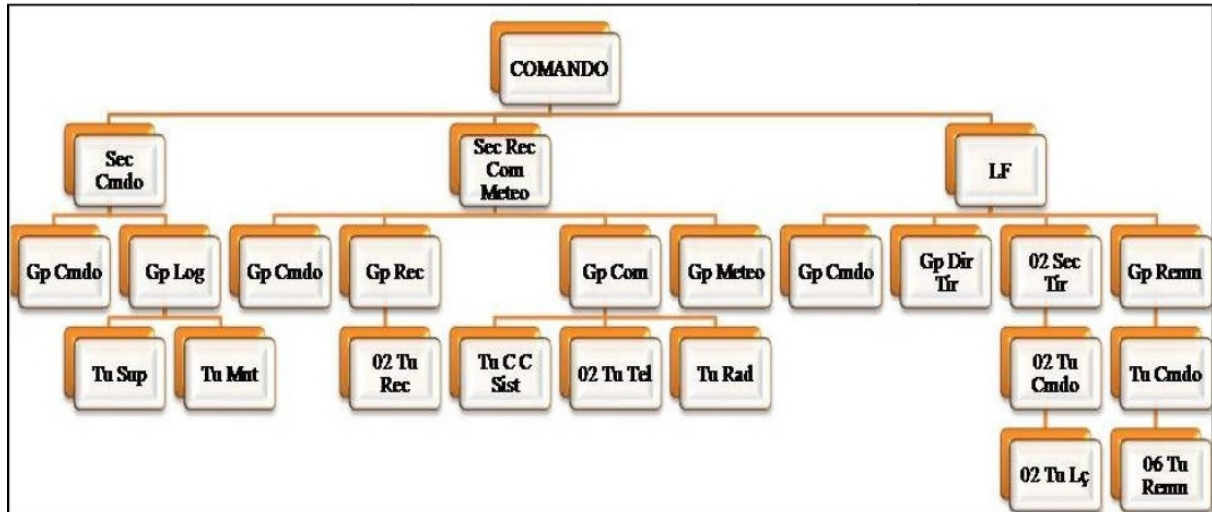 COMANDO
Sec
Cmdo
Sec Rec
Com
Meteo
LF
Gp Cmdo
Gp Log
Gp Cmdo
Gp Rec
Gp Com
Gp Meteo
Gp Cmdo
Gp Dir
Tir
02 Sec
Tir
Gp Remn
Tu Sup
Tu Mnt
02 Tu
Rec
Tu C C
Sist
02 Tu Tel
Tu Rad
02 Tu
Cmdo
Tu Cmdo
02 Tu Lç
06 Tu
Remn